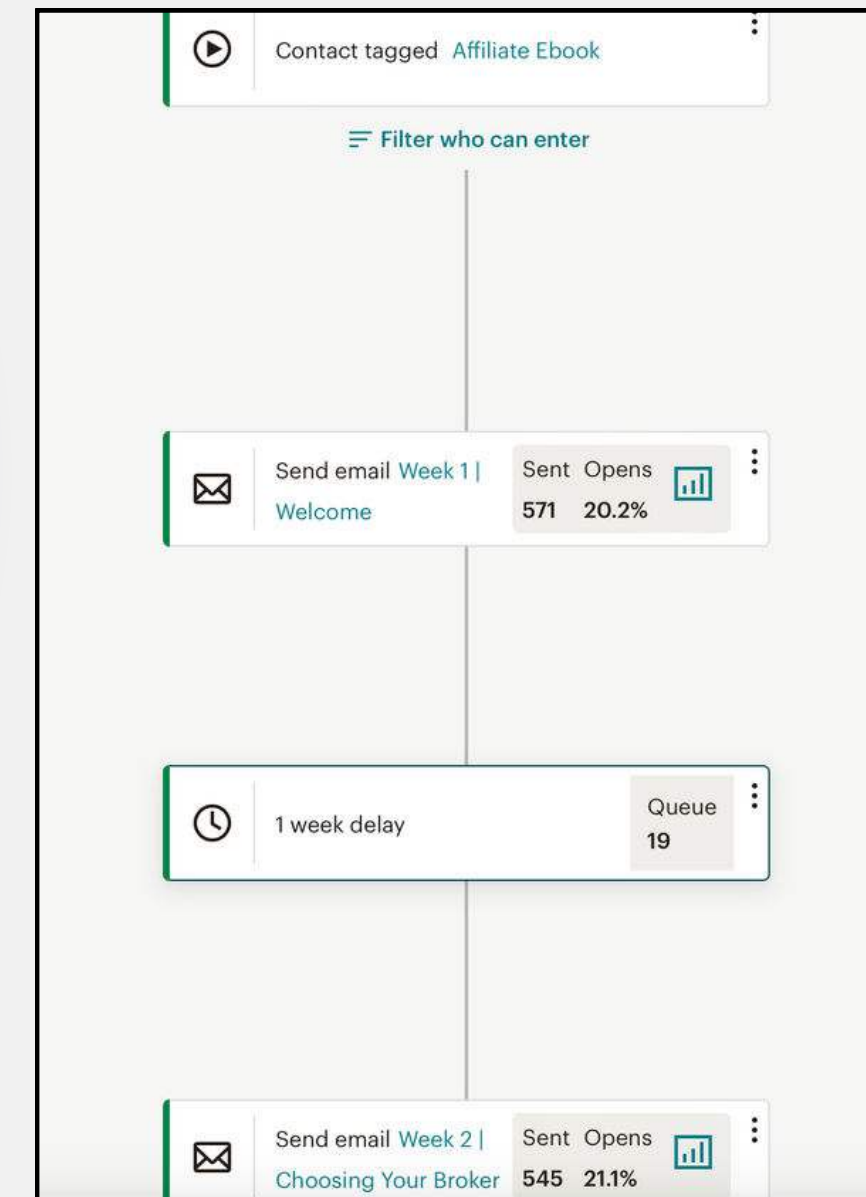 Contact tagged Affiliate Ebook
Filter who can enter
Send email Week 1 |
Welcome
Sent Opens
571 20.2%
1 week delay
Queue
19
Send email Week 2 |
Choosing Your Broker
Sent Opens
545 21.1%